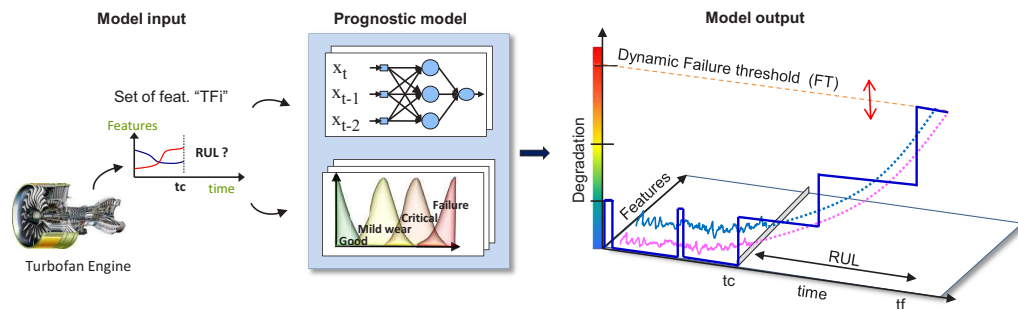 Model input
Prognostic model
Model output
Set of feat. “TFi”
Features
RUL ?
tc
time
Turbofan Engine
xt
xt-1
xt-2
Failure
Critical
Mild wear
Good
Dynamic Failure threshold (FT)
Degradation
Features
RUL
tc
time
tf